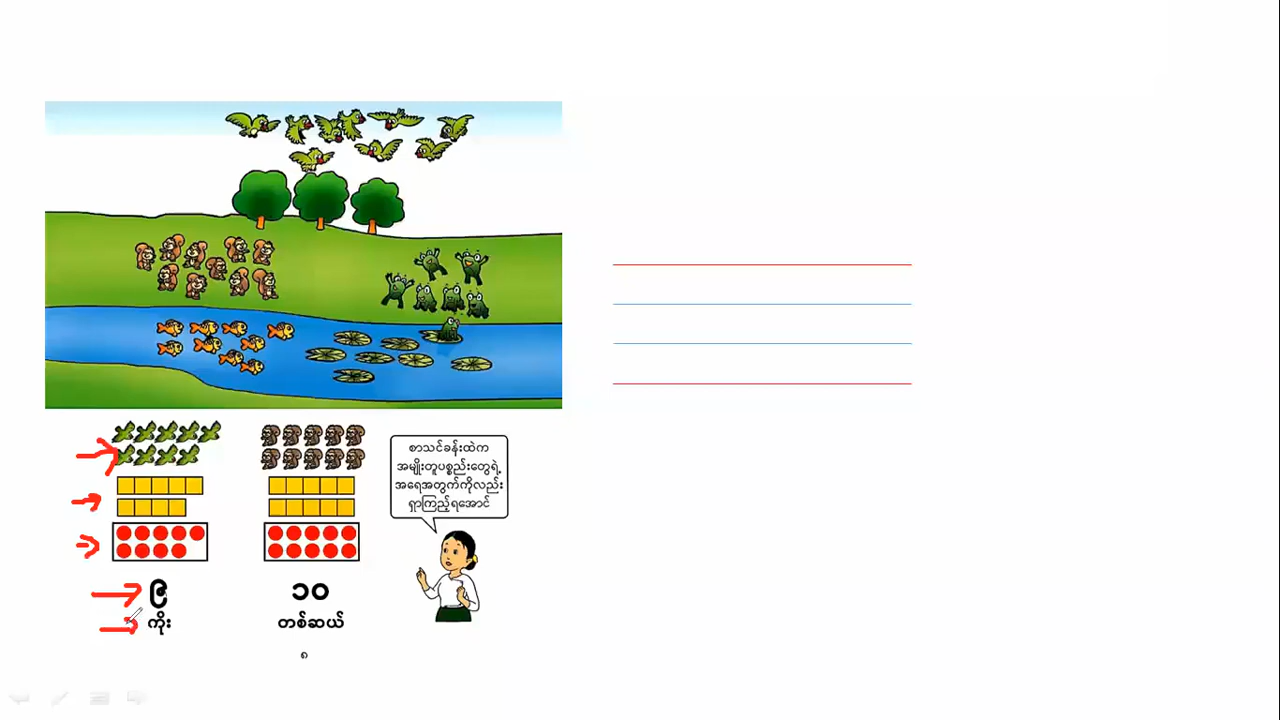 စာသင်ခန်းထဲက
အမျိုးတူပစ္စည်းတွေရဲ့
အရေအတွက်ကိုလည်း
ရှာကြည့်ရအောင်
၉
၁၀
ကိုး
တစ်ဆယ်
၈